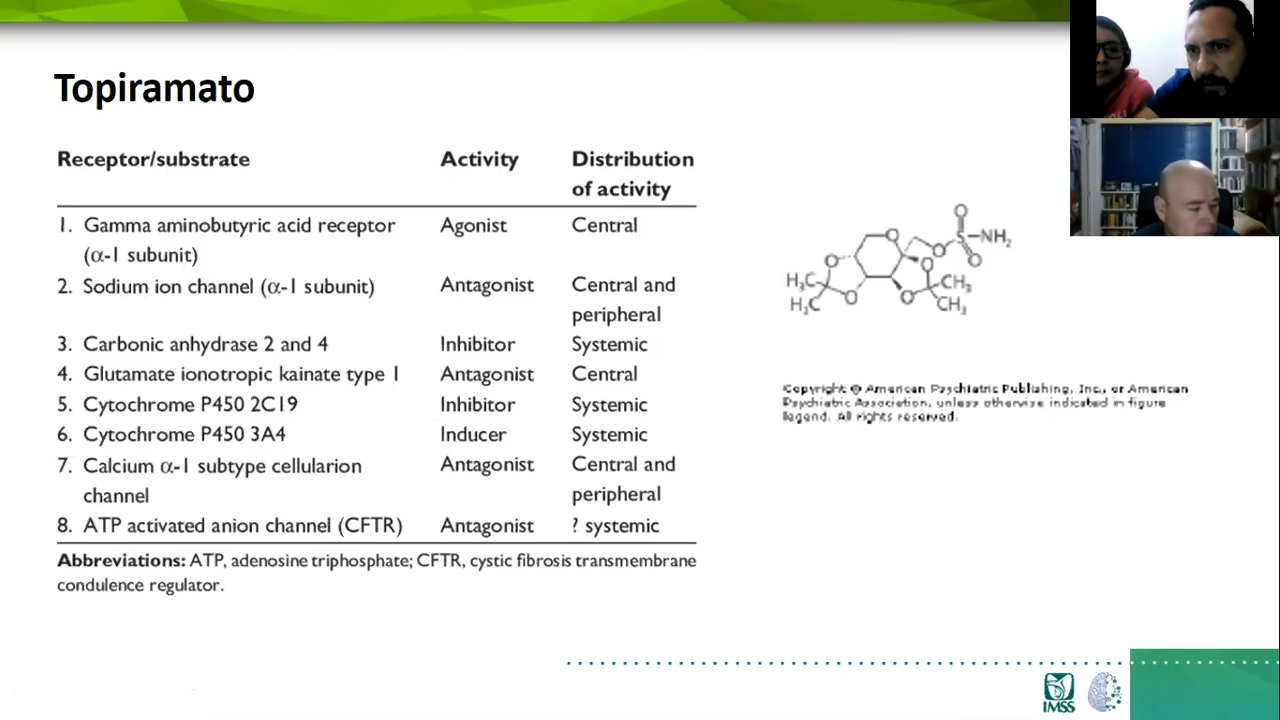 Topiramato
Receptor/substrate Activity Distribution
of activity
1. Gamma aminobutyric acid receptor Agonist Central
(α-1 subunit)
2. Sodium ion channel (α-1 subunit) Antagonist Central and
peripheral
3. Carbonic anhydrase 2 and 4 Inhibitor Systemic
4. Glutamate ionotropic kainate type 1 Antagonist Central
5. Cytochrome P450 2C19 Inhibitor Systemic
6. Cytochrome P450 3A4 Inducer Systemic
7. Calcium α-1 subtype cellularion Antagonist Central and
channel peripheral
8. ATP activated anion channel (CFTR) Antagonist ? systemic
Abbreviations: ATP, adenosine triphosphate; CFTR, cystic fibrosis transmembrane
condulence regulator.
O
O S NH₂
O O
O O
H₃C CH₃
H₃C O O CH₃
Copyright © American Psychiatric Publishing, Inc., or American
Psychiatric Association, unless otherwise indicated in figure
legend. All rights reserved.
IMSS